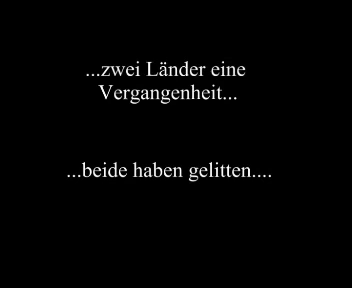 ...zwei Länder eine
Vergangenheit...
...beide haben gelitten....